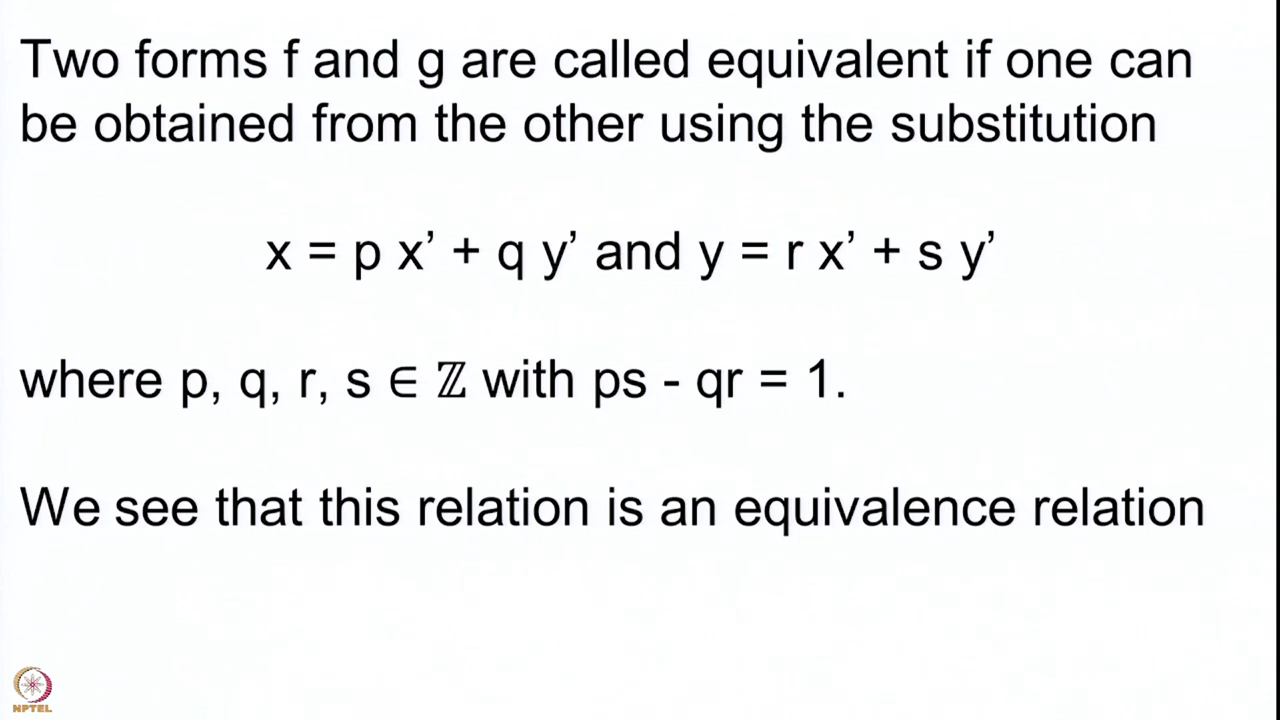 Two forms f and g are called equivalent if one can
be obtained from the other using the substitution
x = p x’ + q y’ and y = r x’ + s y’
where p, q, r, s ∈ ℤ with ps - qr = 1.
We see that this relation is an equivalence relation
NPTEL